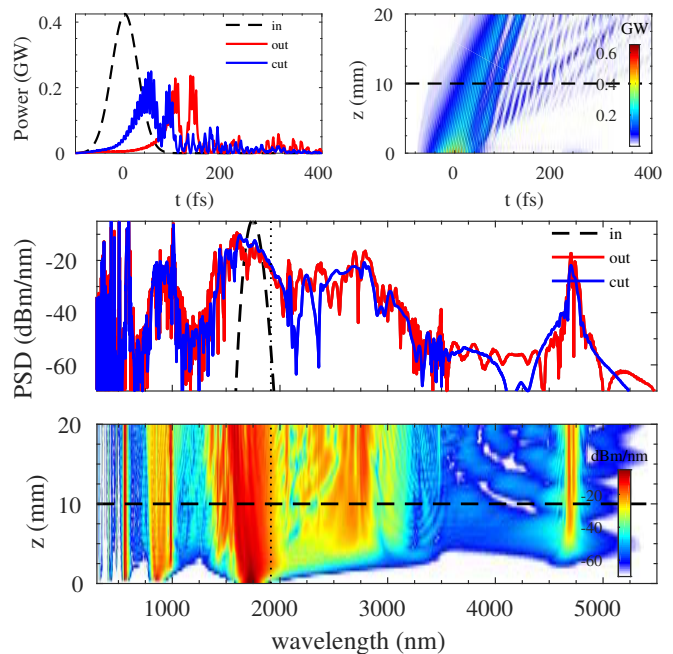 0.4
0.2
0
Power (GW)
in
out
cut
0
100
200
400
t (fs)
20
10
0
z (mm)
GW
0.6
0.4
0.2
0
200
400
t (fs)
-20
-40
-60
PSD (dBm/nm)
in
out
cut
20
10
0
z (mm)
dBm/nm
-20
-40
-60
1000
2000
3000
4000
5000
wavelength (nm)